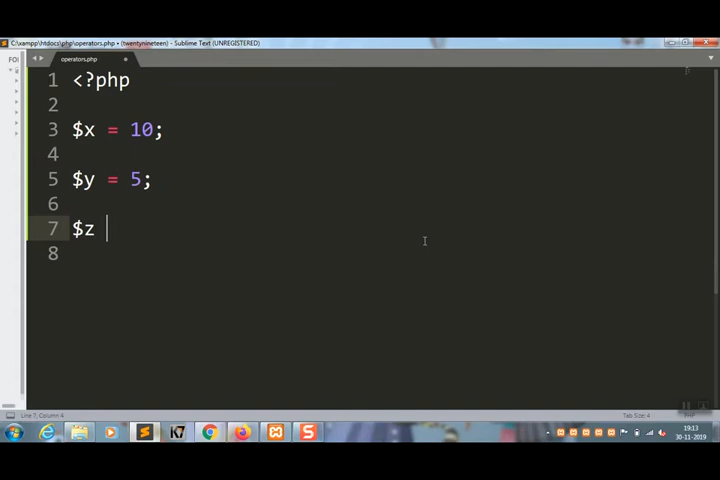 C:\xampp\htdocs\php\operators.php • (twentynineteen) - Sublime Text (UNREGISTERED)
FOI
operators.php
1 <?php
2
3 $x = 10;
4
5 $y = 5;
6
7 $z
8
Line 7, Column 4
Tab Size: 4
19:13
30-11-2019